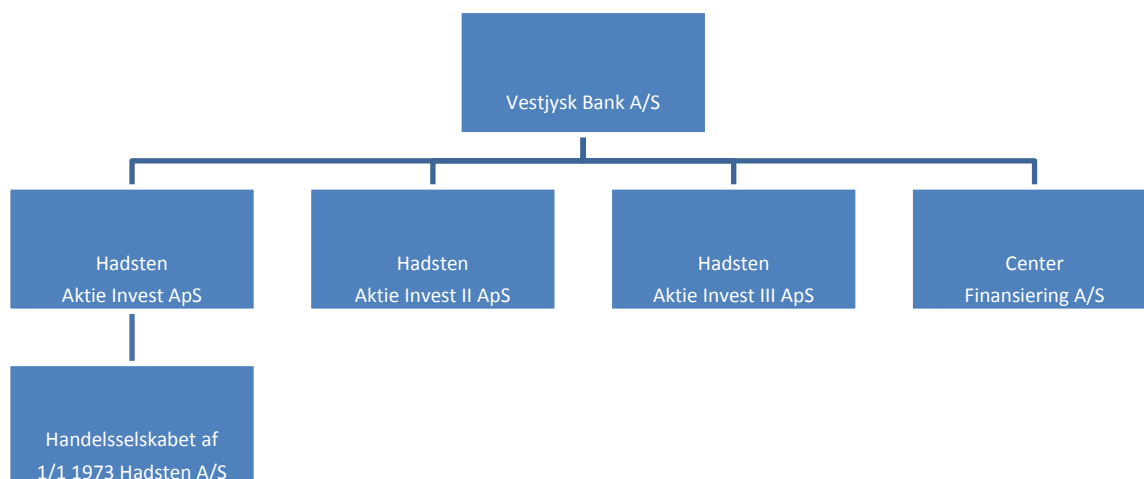 Vestjysk Bank A/S
Hadsten
Aktie Invest ApS
Hadsten
Aktie Invest II ApS
Hadsten
Aktie Invest III ApS
Center
Finansiering A/S
Handelsselskabet af
1/1 1973 Hadsten A/S